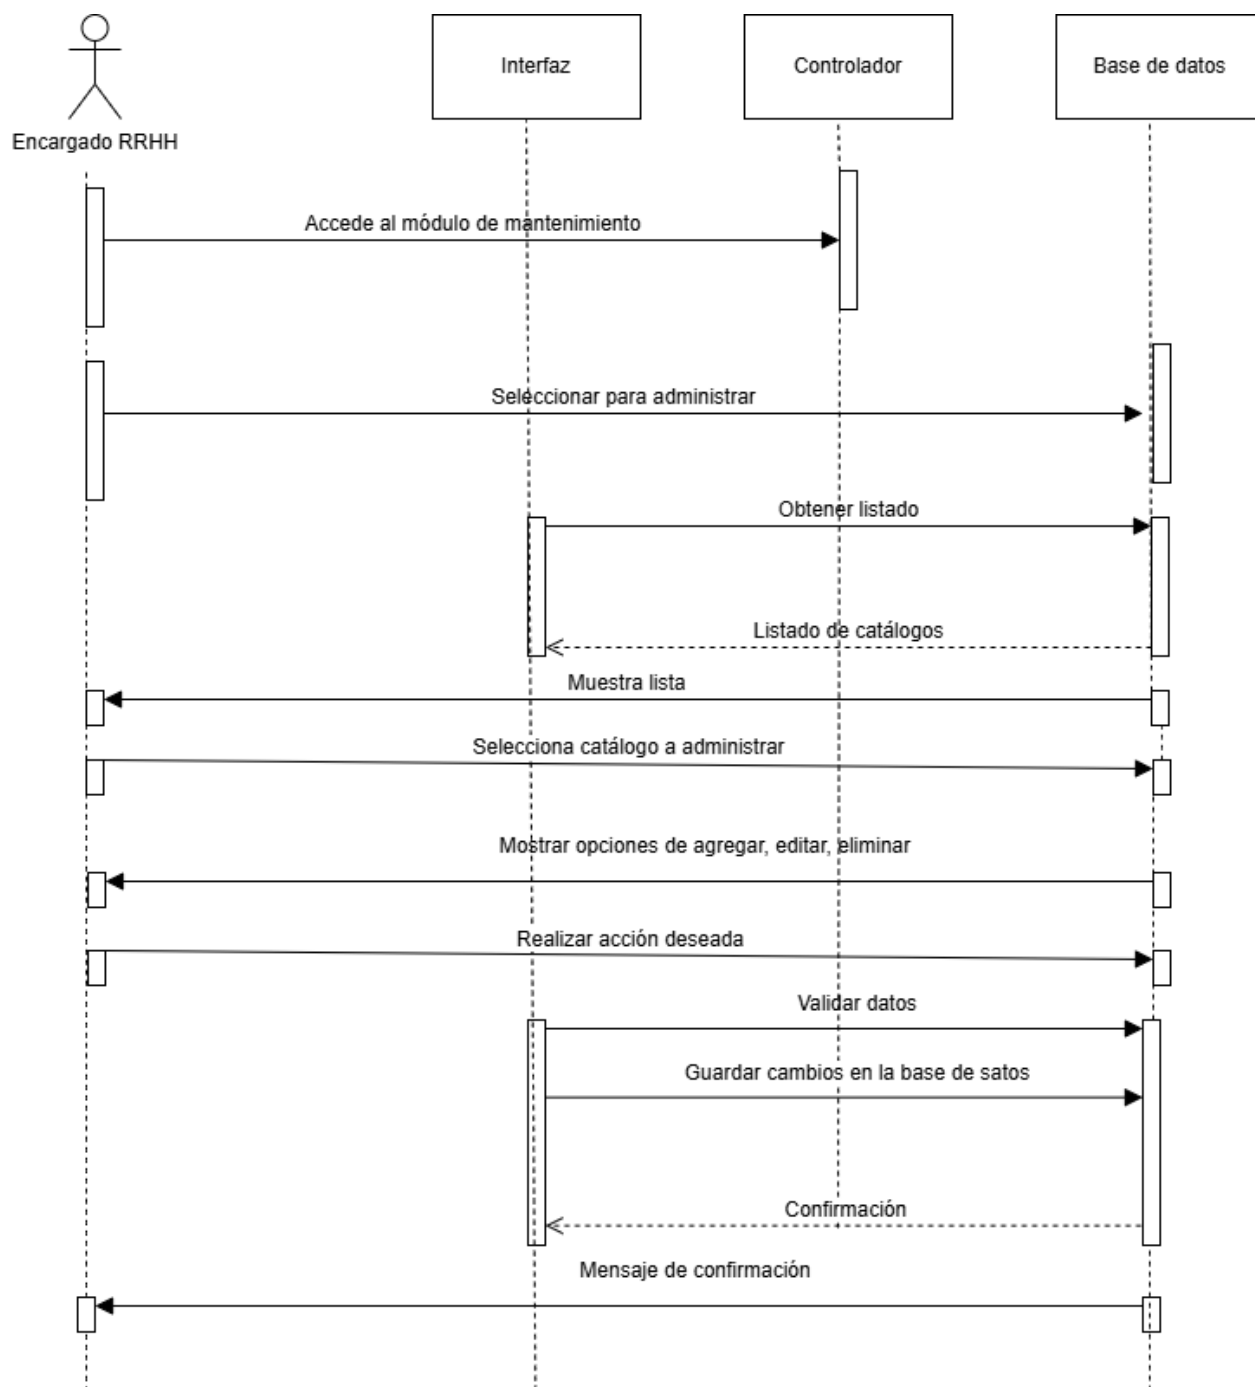 Interfaz
Controlador
Base de datos
Encargado RRHH
Accede al módulo de mantenimiento
Seleccionar para administrar
Obtener listado
Listado de catálogos
Muestra lista
Selecciona catálogo a administrar
Mostrar opciones de agregar, editar, eliminar
Realizar acción deseada
Validar datos
Guardar cambios en la base de satos
Confirmación
Mensaje de confirmación